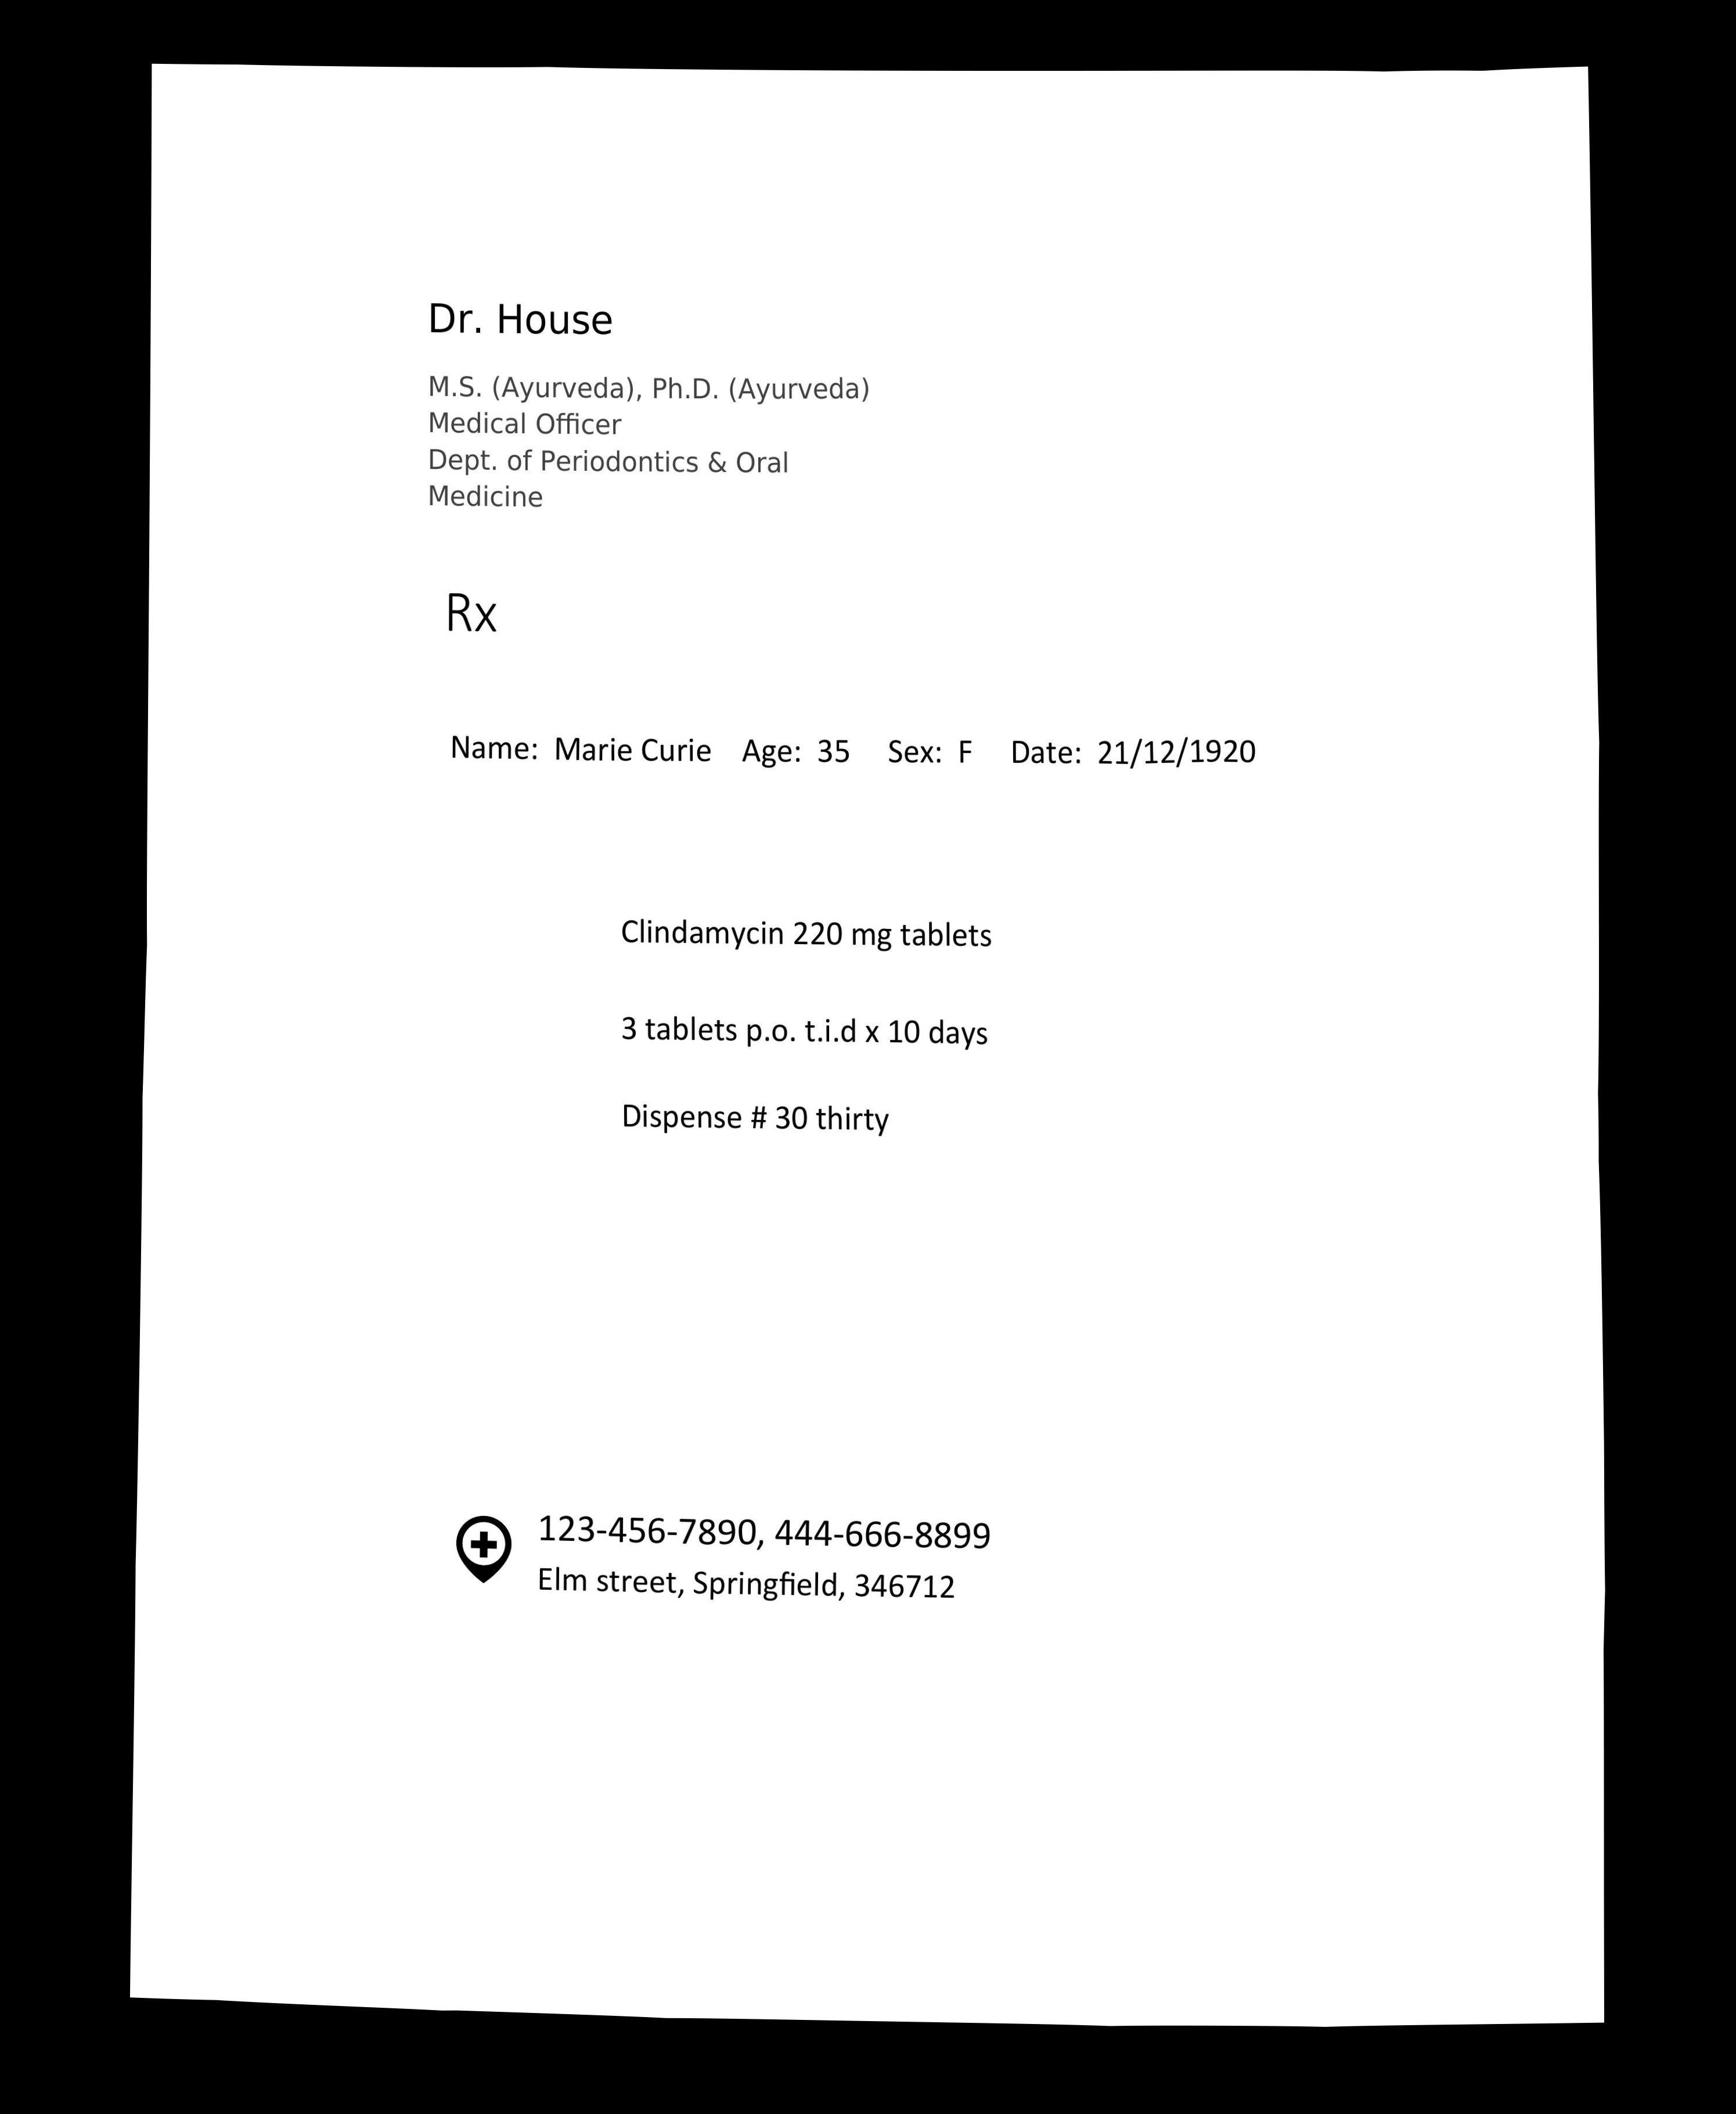 Dr. House
M.S. (Ayurveda), Ph.D. (Ayurveda)
Medical Officer
Dept. of Periodontics & Oral
Medicine
Rx
Name: Marie Curie Age: 35 Sex: F Date: 21/12/1920
Clindamycin 220 mg tablets
3 tablets p.o. t.i.d x 10 days
Dispense # 30 thirty
123-456-7890, 444-666-8899
Elm street, Springfield, 346712